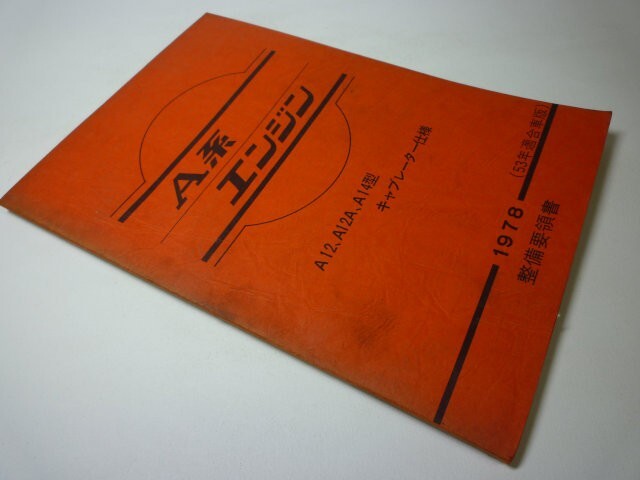 A系
エンジン
A12、A12A、A14型
キャブレーター仕様
1978
(53年適合車版)
整備要領書